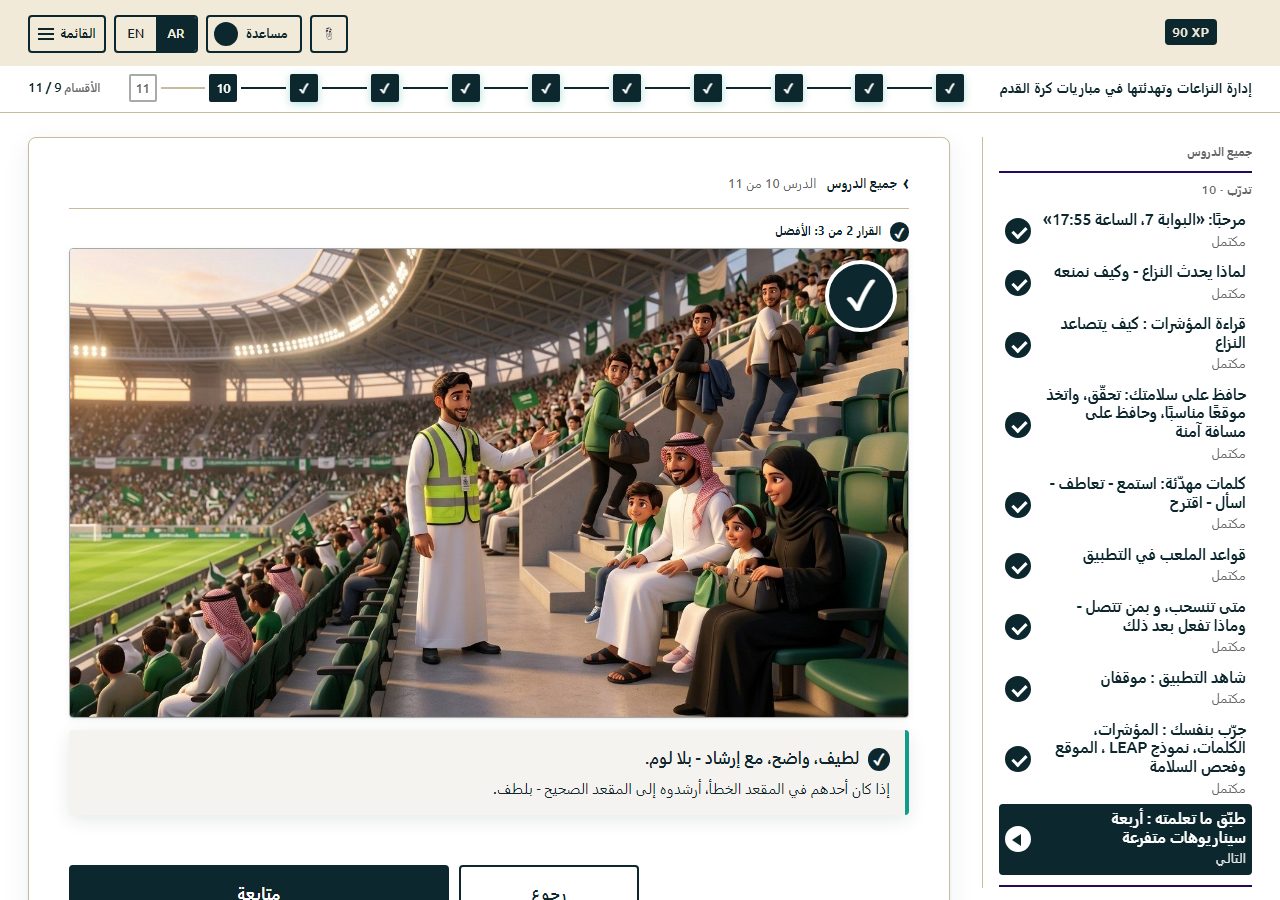 90 XP
مساعدة
AR
EN
القائمة
إدارة النزاعات وتهدئتها في مباريات كرة القدم
10
11
الأقسام 9 / 11
جميع الدروس
تدرّب - 10
مرحبًا: «البوابة 7، الساعة 17:55»
مكتمل
لماذا يحدث النزاع - وكيف نمنعه
مكتمل
قراءة المؤشرات : كيف يتصاعد
النزاع
مكتمل
حافظ على سلامتك: تحقّق، واتخذ
موقعًا مناسبًا، وحافظ على
مسافة آمنة
مكتمل
كلمات مهدّئة: استمع - تعاطف -
اسأل - اقترح
مكتمل
قواعد الملعب في التطبيق
مكتمل
متى تنسحب، و بمن تتصل -
وماذا تفعل بعد ذلك
مكتمل
شاهد التطبيق : موقفان
مكتمل
جرّب بنفسك : المؤشرات،
الكلمات، نموذج LEAP ، الموقع
وفحص السلامة
مكتمل
طبّق ما تعلمته : أربعة
سيناريوهات متفرعة
التالي
جميع الدروس
الدرس 10 من 11
القرار 2 من 3: الأفضل
لطيف، واضح، مع إرشاد - بلا لوم.
إذا كان أحدهم في المقعد الخطأ، أرشدوه إلى المقعد الصحيح - بلطف.
رجوع
متابعة